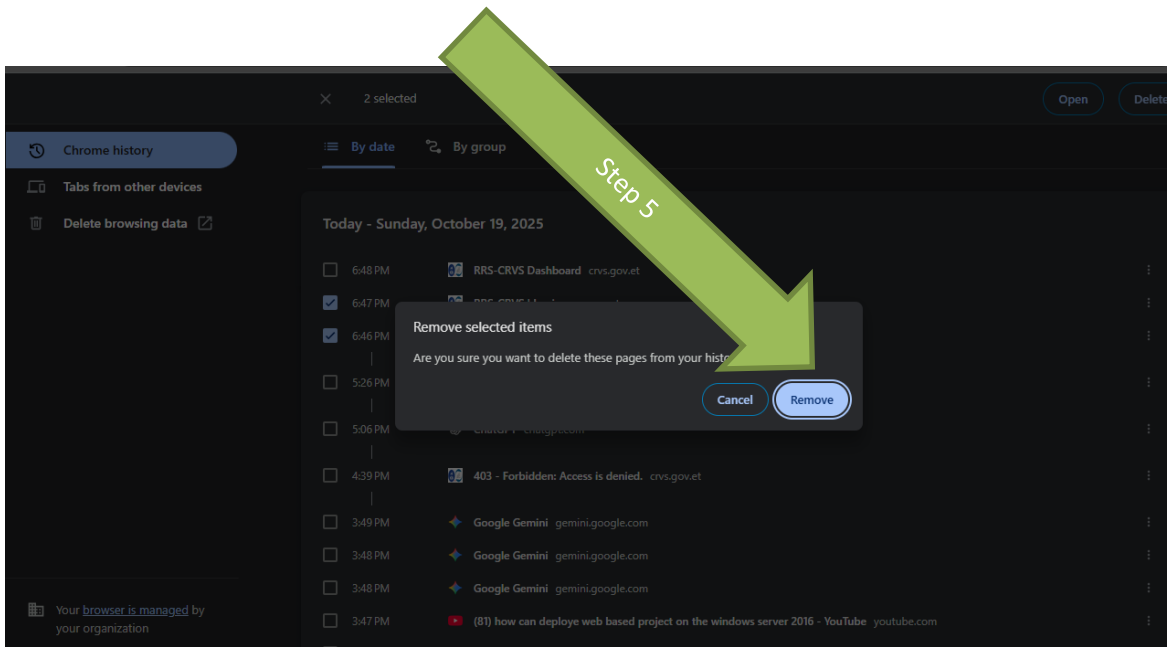 2 selected
Open
Delete
Chrome history
By date
By group
Step 5
Tabs from other devices
Delete browsing data
Today - Sunday, October 19, 2025
6:48 PM RRS-CRVS Dashboard crvs.gov.et
6:47 PM
6:46 PM
Remove selected items
Are you sure you want to delete these pages from your
5:26 PM
Cancel
Remove
5:06 PM ChatGPT chatgpt.com
4:39 PM 403 - Forbidden: Access is denied. crvs.gov.et
3:49 PM Google Gemini gemini.google.com
3:48 PM Google Gemini gemini.google.com
3:48 PM Google Gemini gemini.google.com
Your browser is managed by
your organization
3:47 PM (81) how can deploye web based project on the windows server 2016 - YouTube youtube.com